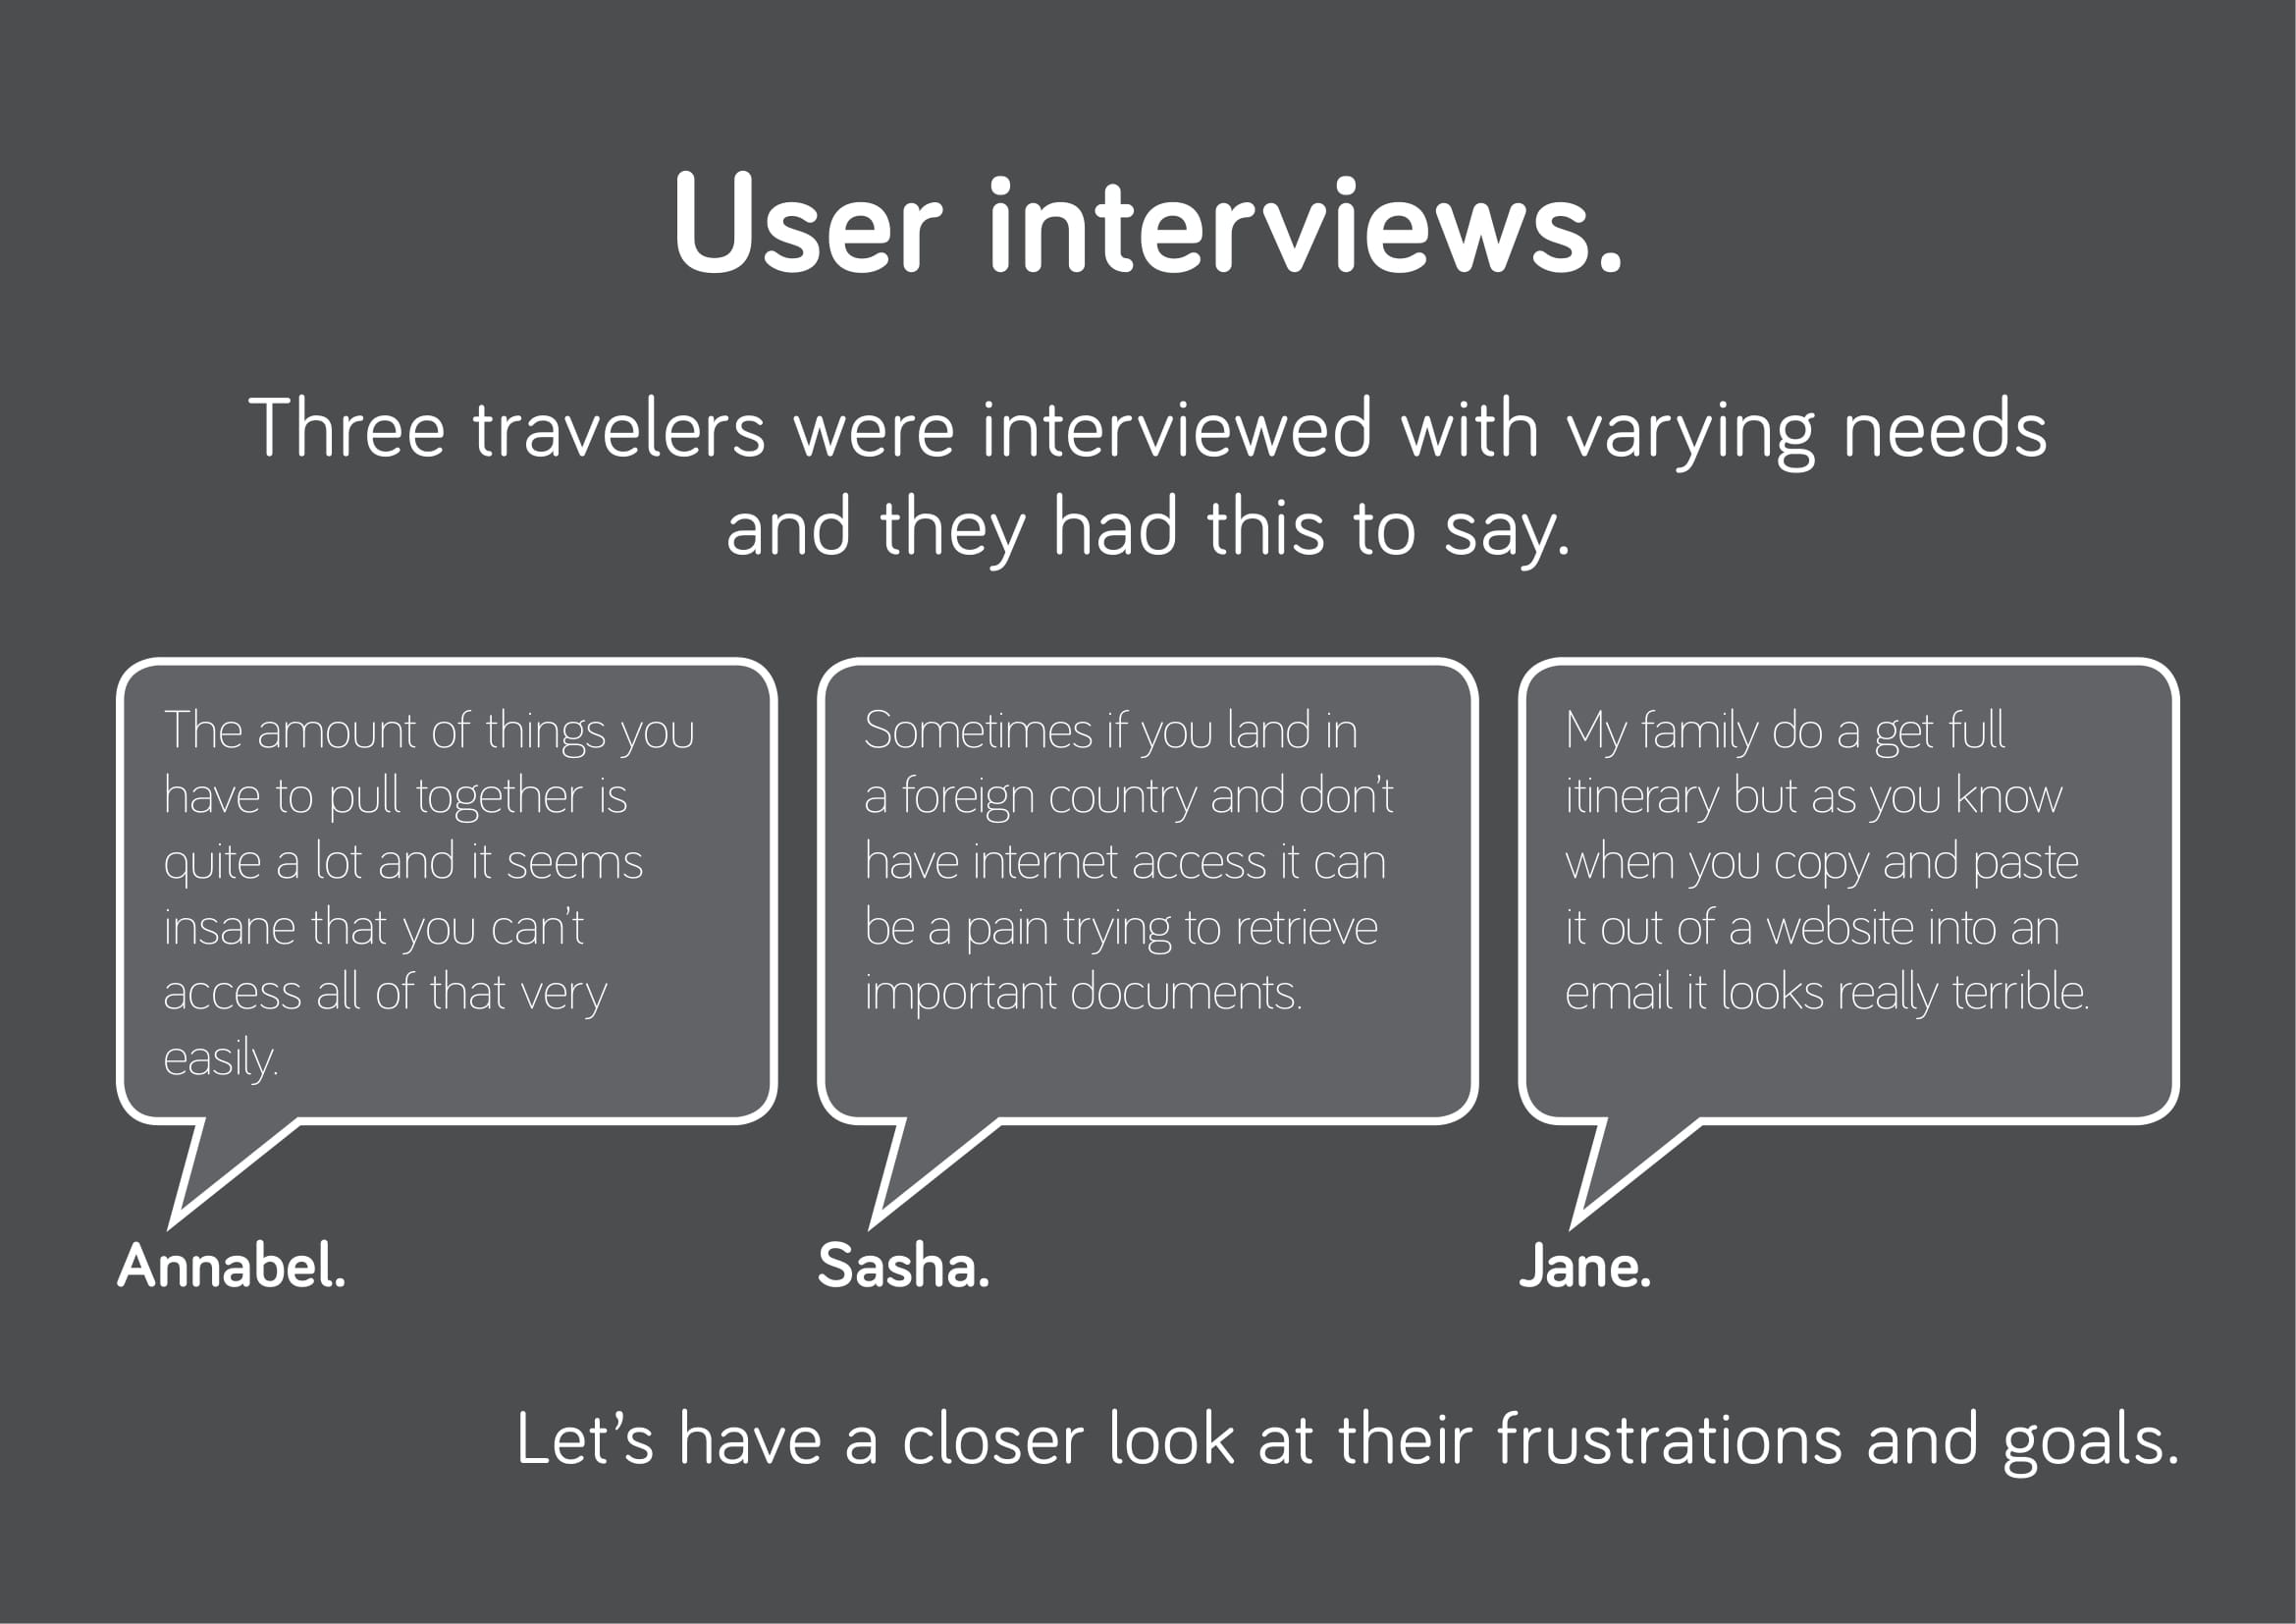 User interviews.
Three travelers were interviewed with varying needs
and they had this to say.
The amount of things you
have to pull together is
quite a lot and it seems
insane that you can’t
access all of that very
easily.
Annabel.
Sometimes if you land in
a foreign country and don’t
have internet access it can
be a pain trying to retrieve
important documents.
Sasha.
My family do a get full
itinerary but as you know
when you copy and paste
it out of a website into an
email it looks really terrible.
Jane.
Let’s have a closer look at their frustrations and goals.